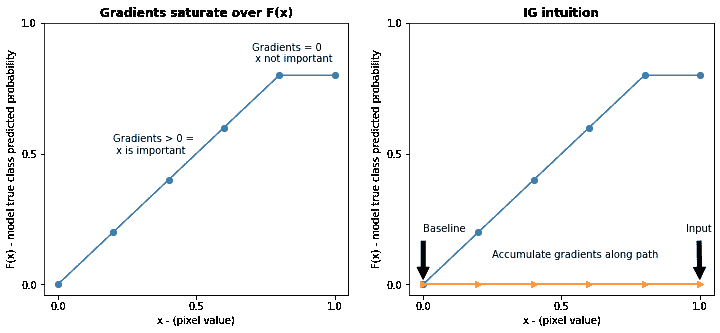 Gradients saturate over F(x)
F(x) - model true class predicted probability
1.0
0.5
0.0
Gradients = 0
x not important
Gradients > 0 =
x is important
0.0 0.5 1.0
x - (pixel value)
IG intuition
F(x) - model true class predicted probability
1.0
0.5
0.0
Baseline
Input
Accumulate gradients along path
0.0 0.5 1.0
x - (pixel value)